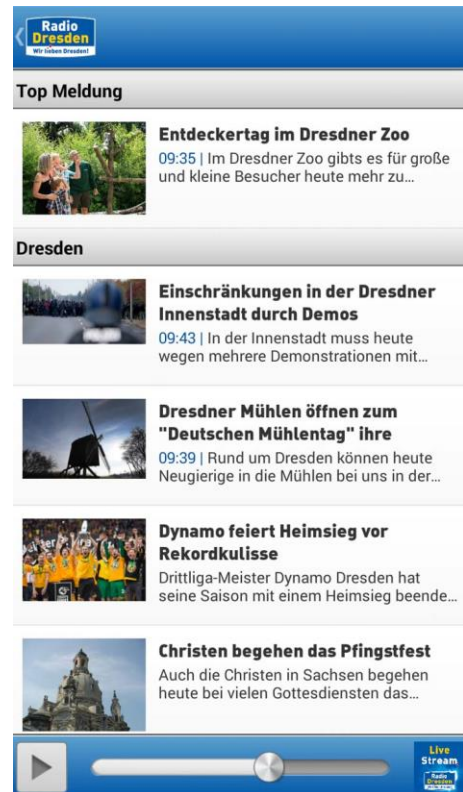 Radio
Dresden
Wir lieben Dresden!
Top Meldung
Entdeckertag im Dresdner Zoo
09:35 | Im Dresdner Zoo gibts es für große
und kleine Besucher heute mehr zu...
Dresden
Einschränkungen in der Dresdner
Innenstadt durch Demos
09:43 | In der Innenstadt muss heute
wegen mehrere Demonstrationen mit...
Dresdner Mühlen öffnen zum
"Deutschen Mühlentag" ihre
09:39 | Rund um Dresden können heute
Neugierige in die Mühlen bei uns in der...
Dynamo feiert Heimsieg vor
Rekordkulisse
Drittliga-Meister Dynamo Dresden hat
seine Saison mit einem Heimsieg beende...
Christen begehen das Pfingstfest
Auch die Christen in Sachsen begehen
heute bei vielen Gottesdiensten das...
Live
Stream
Radio
Dresden